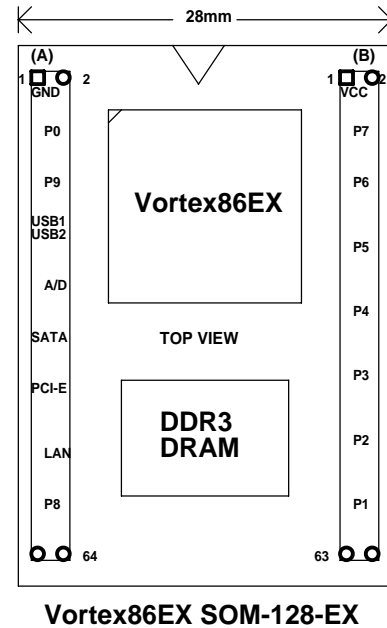 28mm
(A) (B)
1 2 1 2
GND VCC
P0 P7
P9 P6
Vortex86EX
USB1
USB2
P5
A/D
P4
SATA TOP VIEW
P3
PCI-E
DDR3
DRAM
LAN P2
P8 P1
64 63
Vortex86EX SOM-128-EX